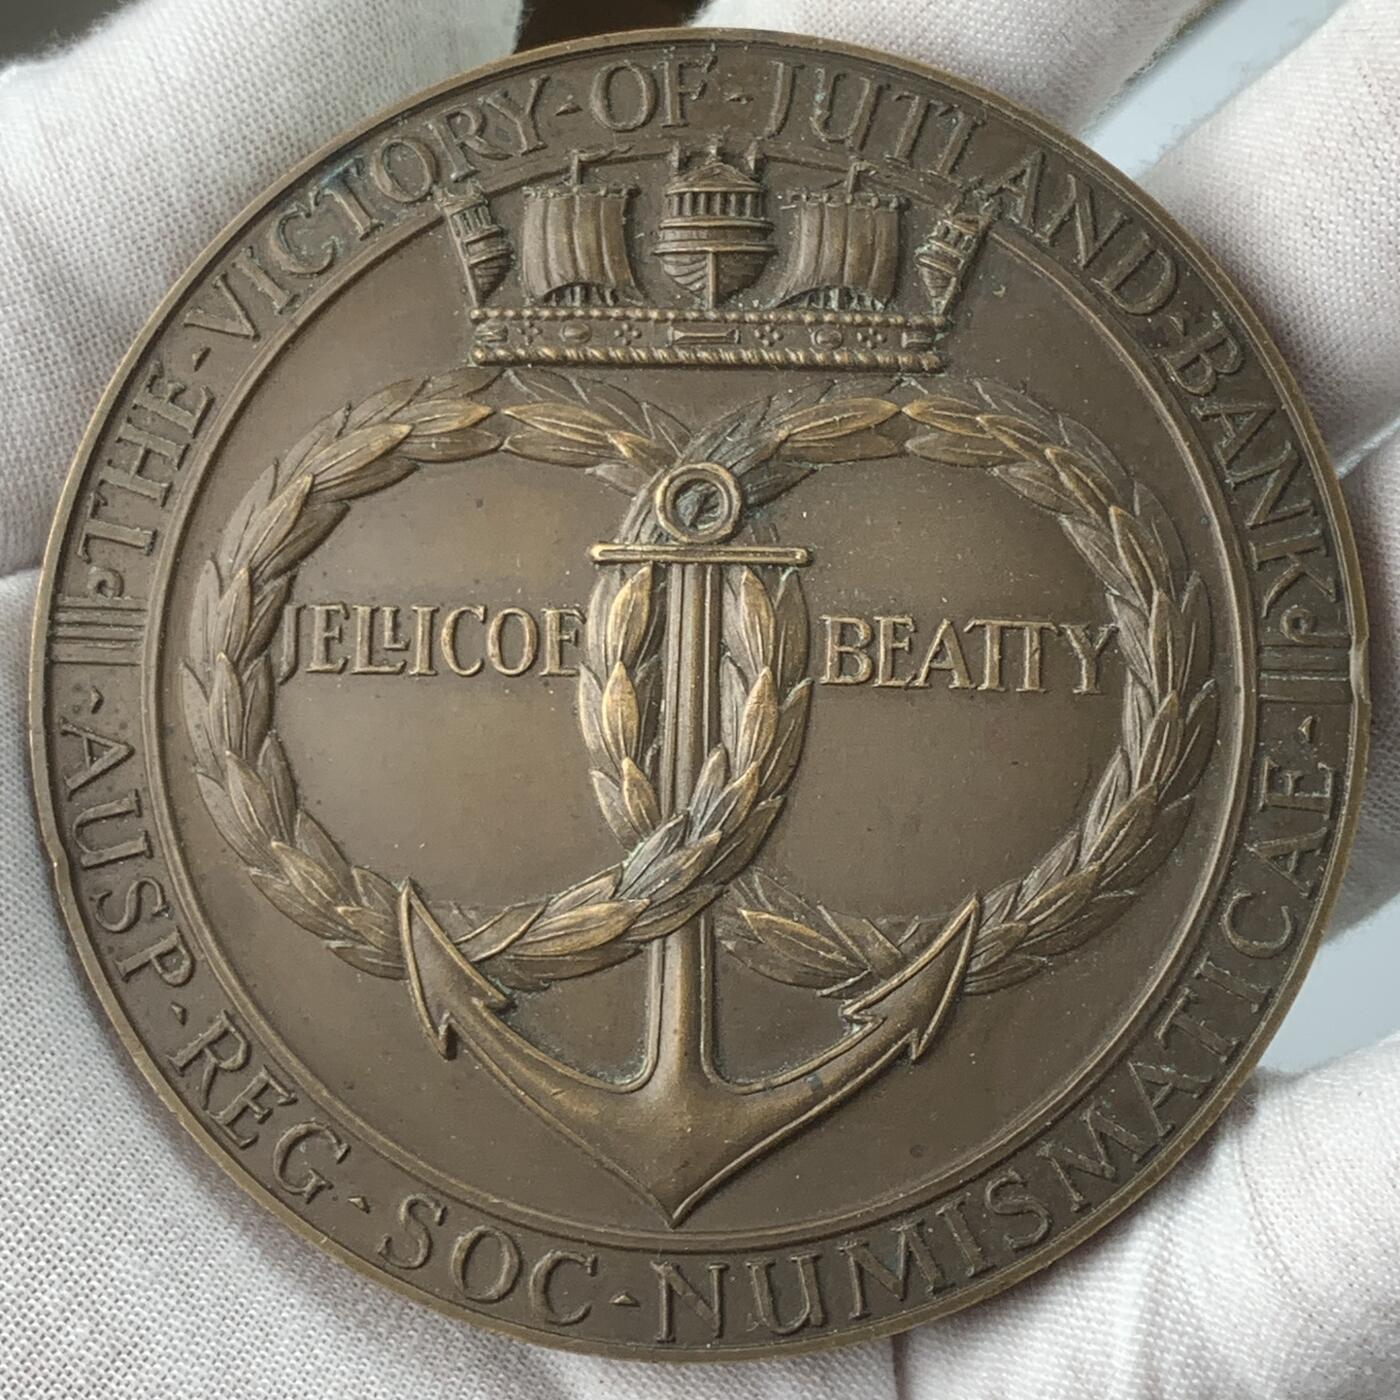 THE-VICTORY-OF-JUTLAND-BANK
JELLICOE BEATTY
-AUSP-REG-SOC-NUMISMATICAE-